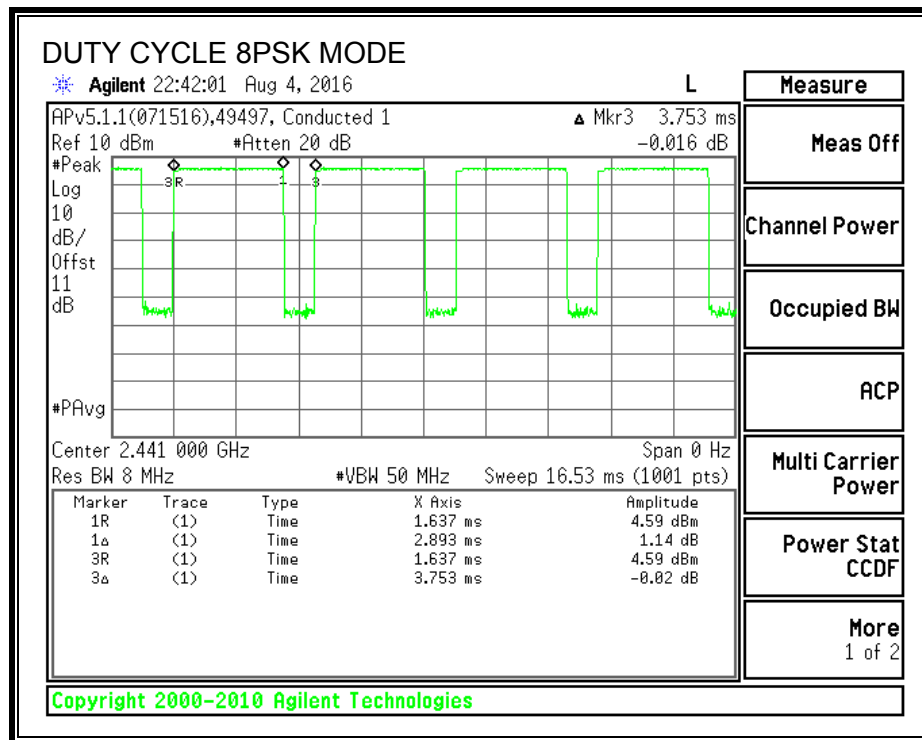 DUTY CYCLE 8PSK MODE
Agilent 22:42:01 Aug 4, 2016 L
Measure
APv5.1.1(071516),49497, Conducted 1 Δ Mkr3 3.753 ms
Ref 10 dBm #Atten 20 dB -0.016 dB
Meas Off
#Peak
Log
10
dB/
Offst
11
dB
3R 1 3
#PAvg
Channel Power
Occupied BW
ACP
Center 2.441 000 GHz Span 0 Hz
Res BW 8 MHz #VBW 50 MHz Sweep 16.53 ms (1001 pts)
Multi Carrier
Power
Marker Trace Type X Axis Amplitude
1R (1) Time 1.637 ms 4.59 dBm
1Δ (1) Time 2.893 ms 1.14 dB
3R (1) Time 1.637 ms 4.59 dBm
3Δ (1) Time 3.753 ms -0.02 dB
Power Stat
CCDF
More
1 of 2
Copyright 2000-2010 Agilent Technologies